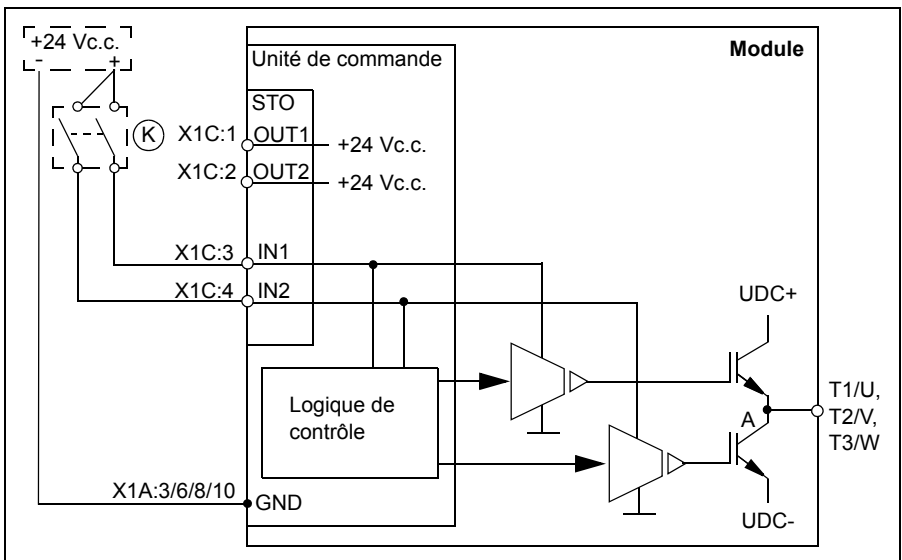 +24 Vc.c.
- +
Unité de commande
Module
STO
K
X1C:1
OUT1
+24 Vc.c.
X1C:2
OUT2
+24 Vc.c.
X1C:3
IN1
X1C:4
IN2
UDC+
Logique de
contrôle
A
T1/U,
T2/V,
T3/W
X1A:3/6/8/10
GND
UDC-